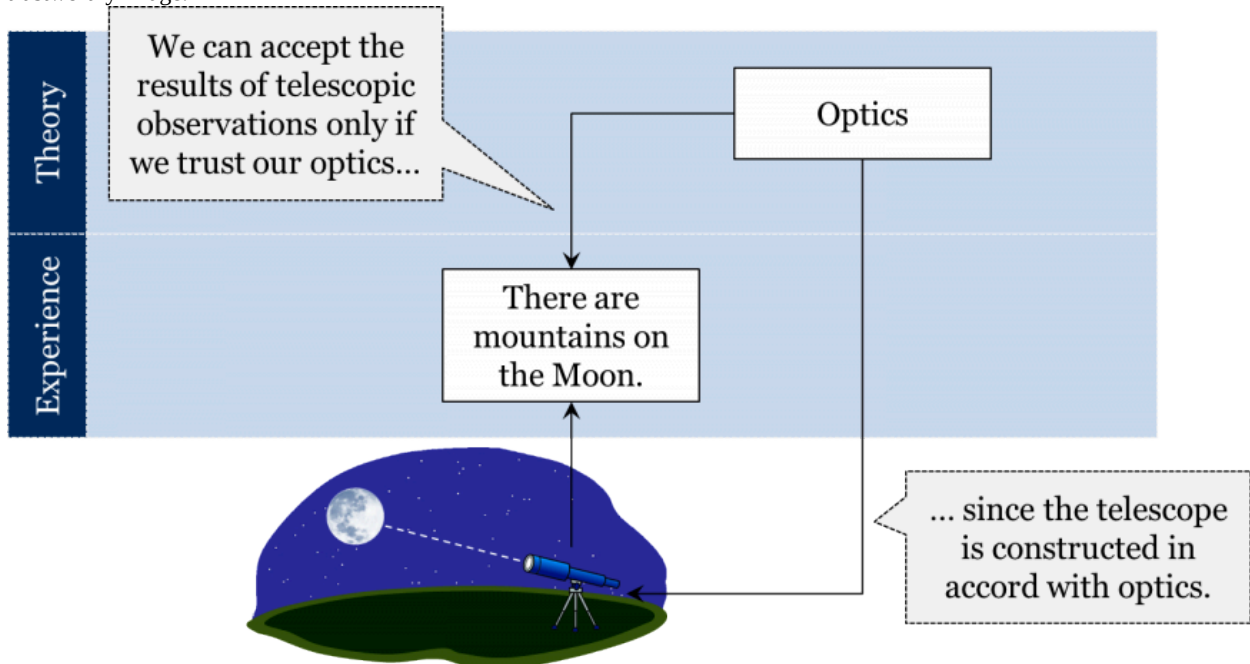 Theory
We can accept the
results of telescopic
observations only if
we trust our optics...
Optics
Experience
There are
mountains on
the Moon.
... since the telescope
is constructed in
accord with optics.